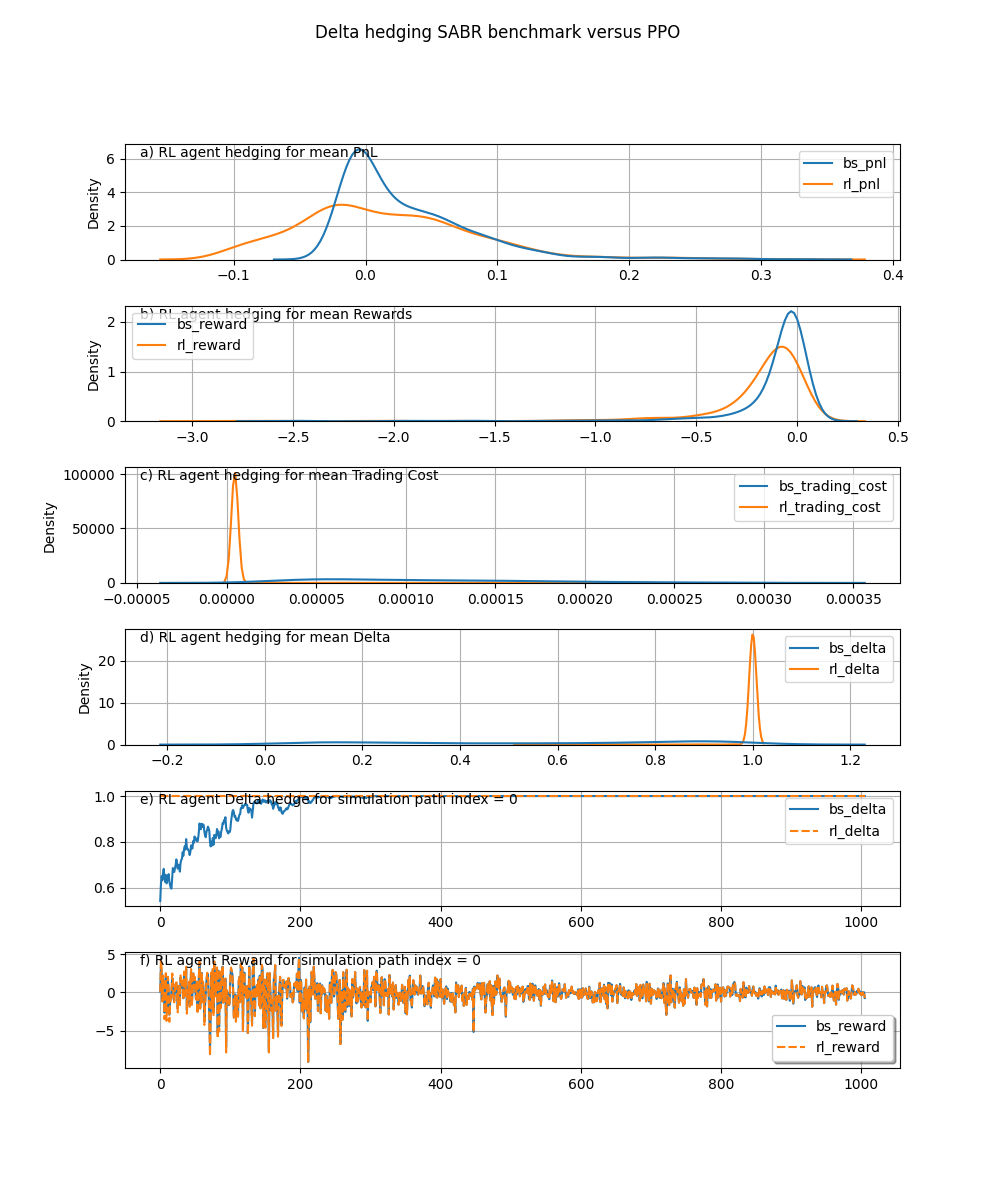 Delta hedging SABR benchmark versus PPO
a) RL agent hedging for mean PnL
bs_pnl
rl_pnl
Density
0 2 4 6
−0.1 0.0 0.1 0.2 0.3 0.4
b) RL agent hedging for mean Rewards
bs_reward
rl_reward
Density
0 1 2
−3.0 −2.5 −2.0 −1.5 −1.0 −0.5 0.0 0.5
c) RL agent hedging for mean Trading Cost
bs_trading_cost
rl_trading_cost
Density
0 50000 100000
−0.00005 0.00000 0.00005 0.00010 0.00015 0.00020 0.00025 0.00030 0.00035
d) RL agent hedging for mean Delta
bs_delta
rl_delta
Density
0 10 20
−0.2 0.0 0.2 0.4 0.6 0.8 1.0 1.2
e) RL agent Delta hedge for simulation path index = 0
bs_delta
rl_delta
0.6 0.8 1.0
0 200 400 600 800 1000
f) RL agent Reward for simulation path index = 0
bs_reward
rl_reward
−5 0 5
0 200 400 600 800 1000